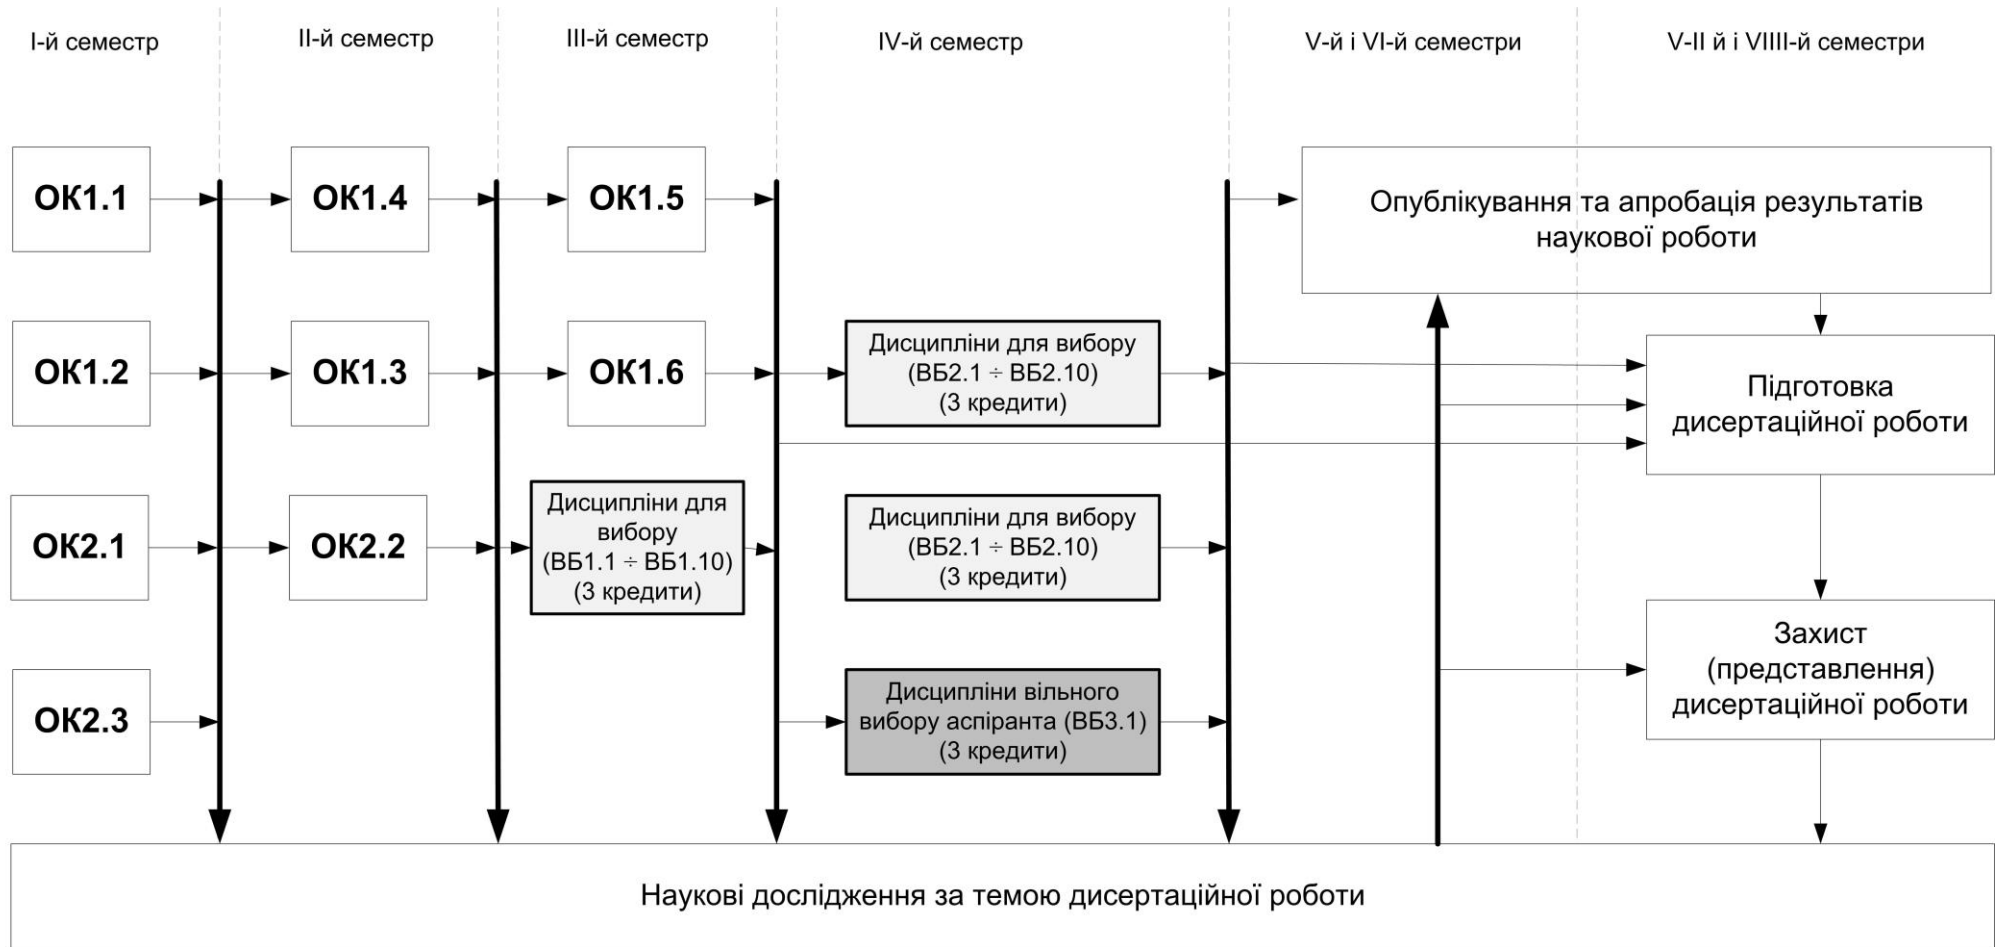 I-й семестр
II-й семестр
III-й семестр
IV-й семестр
V-й і VI-й семестри
V-II й і VIIII-й семестри
ОК1.1
ОК1.4
ОК1.5
Опублікування та апробація результатів
наукової роботи
ОК1.2
ОК1.3
ОК1.6
Дисципліни для вибору
(ВБ2.1 ÷ ВБ2.10)
(3 кредити)
Підготовка
дисертаційної роботи
ОК2.1
ОК2.2
Дисципліни для
вибору
(ВБ1.1 ÷ ВБ1.10)
(3 кредити)
Дисципліни для вибору
(ВБ2.1 ÷ ВБ2.10)
(3 кредити)
Захист
(представлення)
дисертаційної роботи
ОК2.3
Дисципліни вільного
вибору аспіранта (ВБ3.1)
(3 кредити)
Наукові дослідження за темою дисертаційної роботи